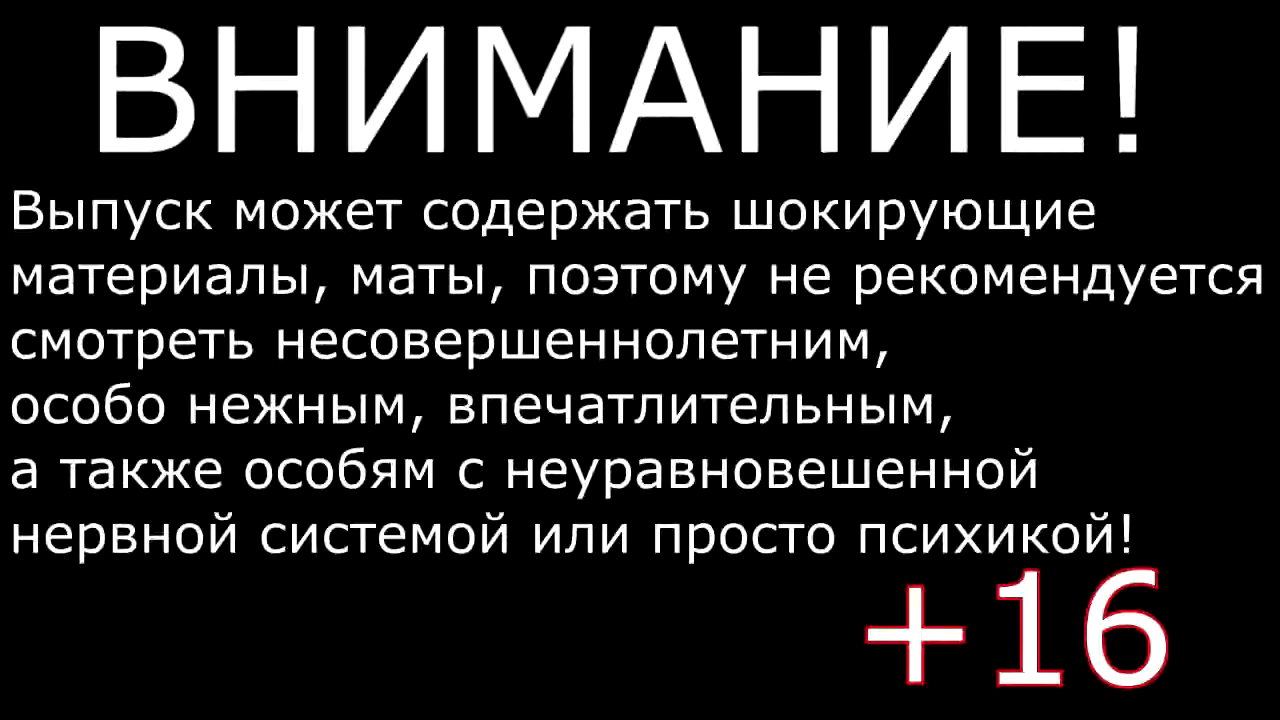 ВНИМАНИЕ!
Выпуск может содержать шокирующие
материалы, маты, поэтому не рекомендуется
смотреть несовершеннолетним,
особо нежным, впечатлительным,
а также особям с неуравновешенной
нервной системой или просто психикой!
+16